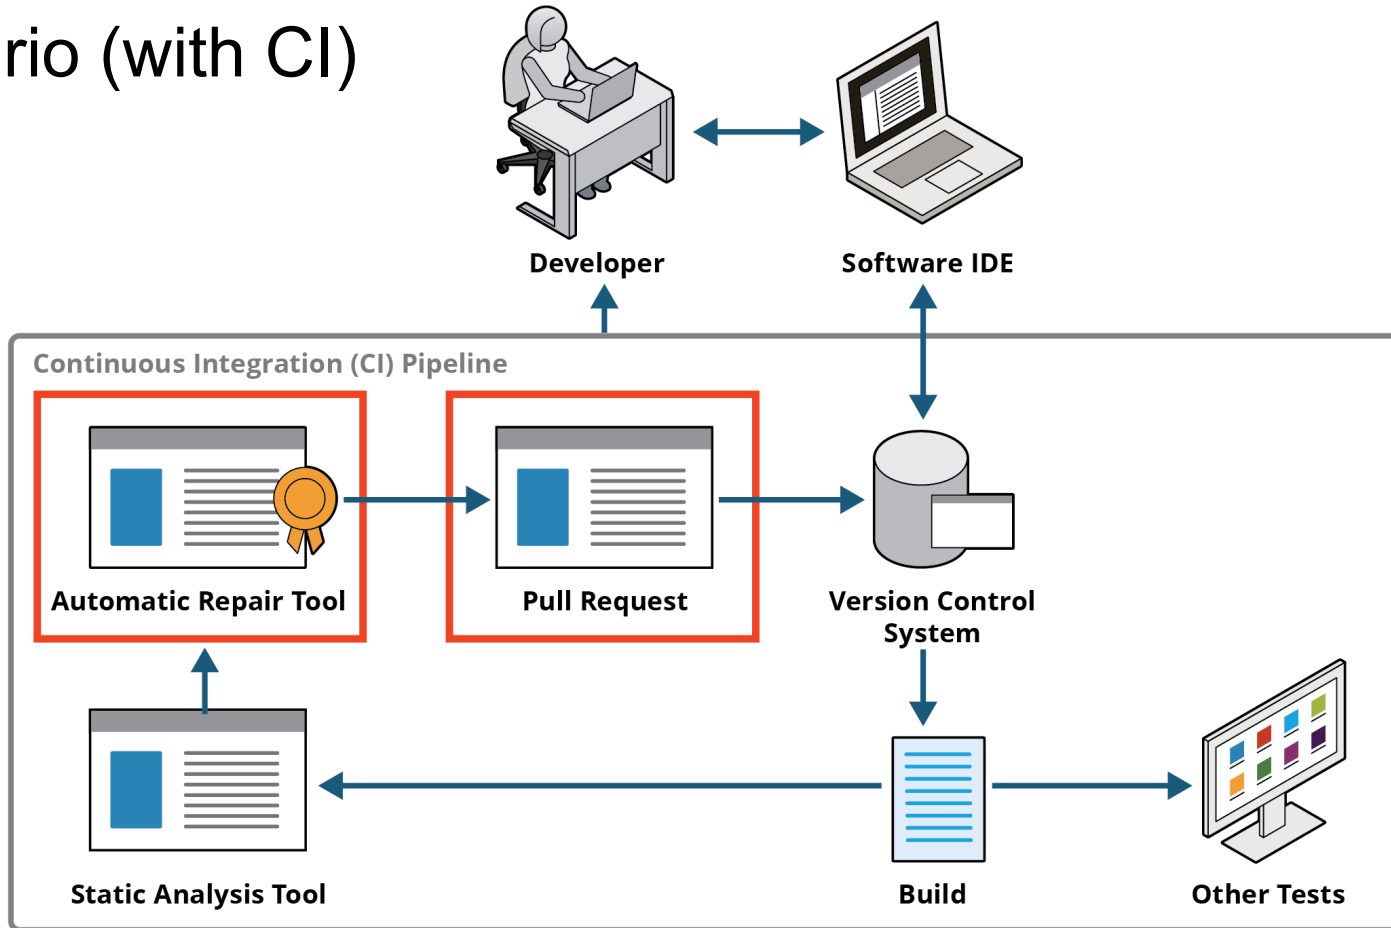 rio (with CI)
Developer
Software IDE
Continuous Integration (CI) Pipeline
Automatic Repair Tool
Pull Request
Version Control
System
Static Analysis Tool
Build
Other Tests